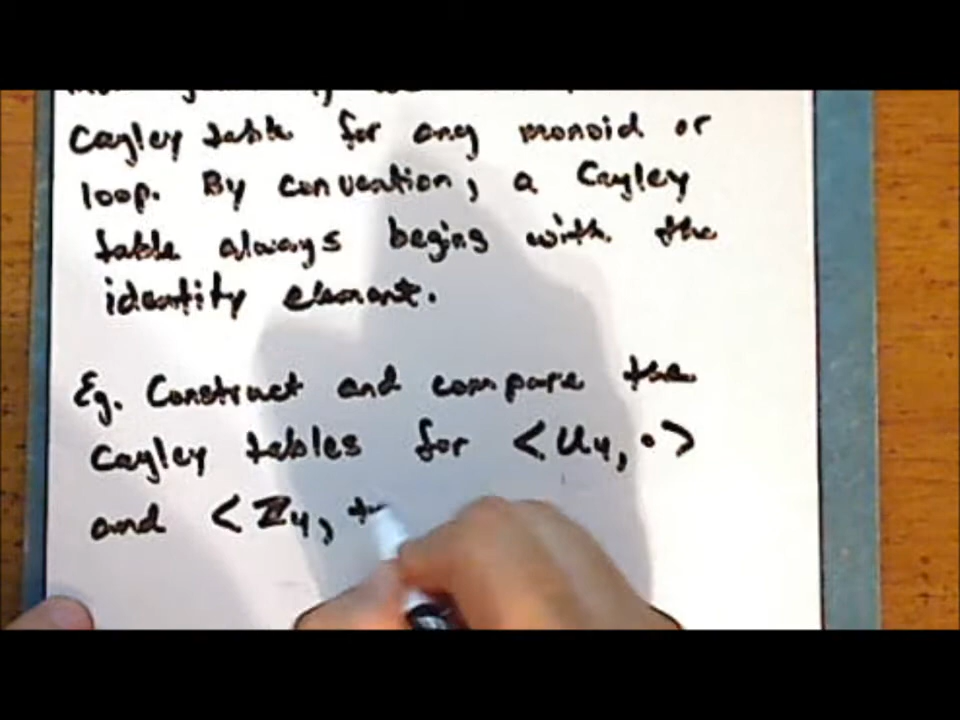 Cayley table for any monoid or
loop. By convention, a Cayley
table always begins with the
identity element.
Eg. Construct and compare the
Cayley tables for <U₄, •>
and <ℤ₄, +